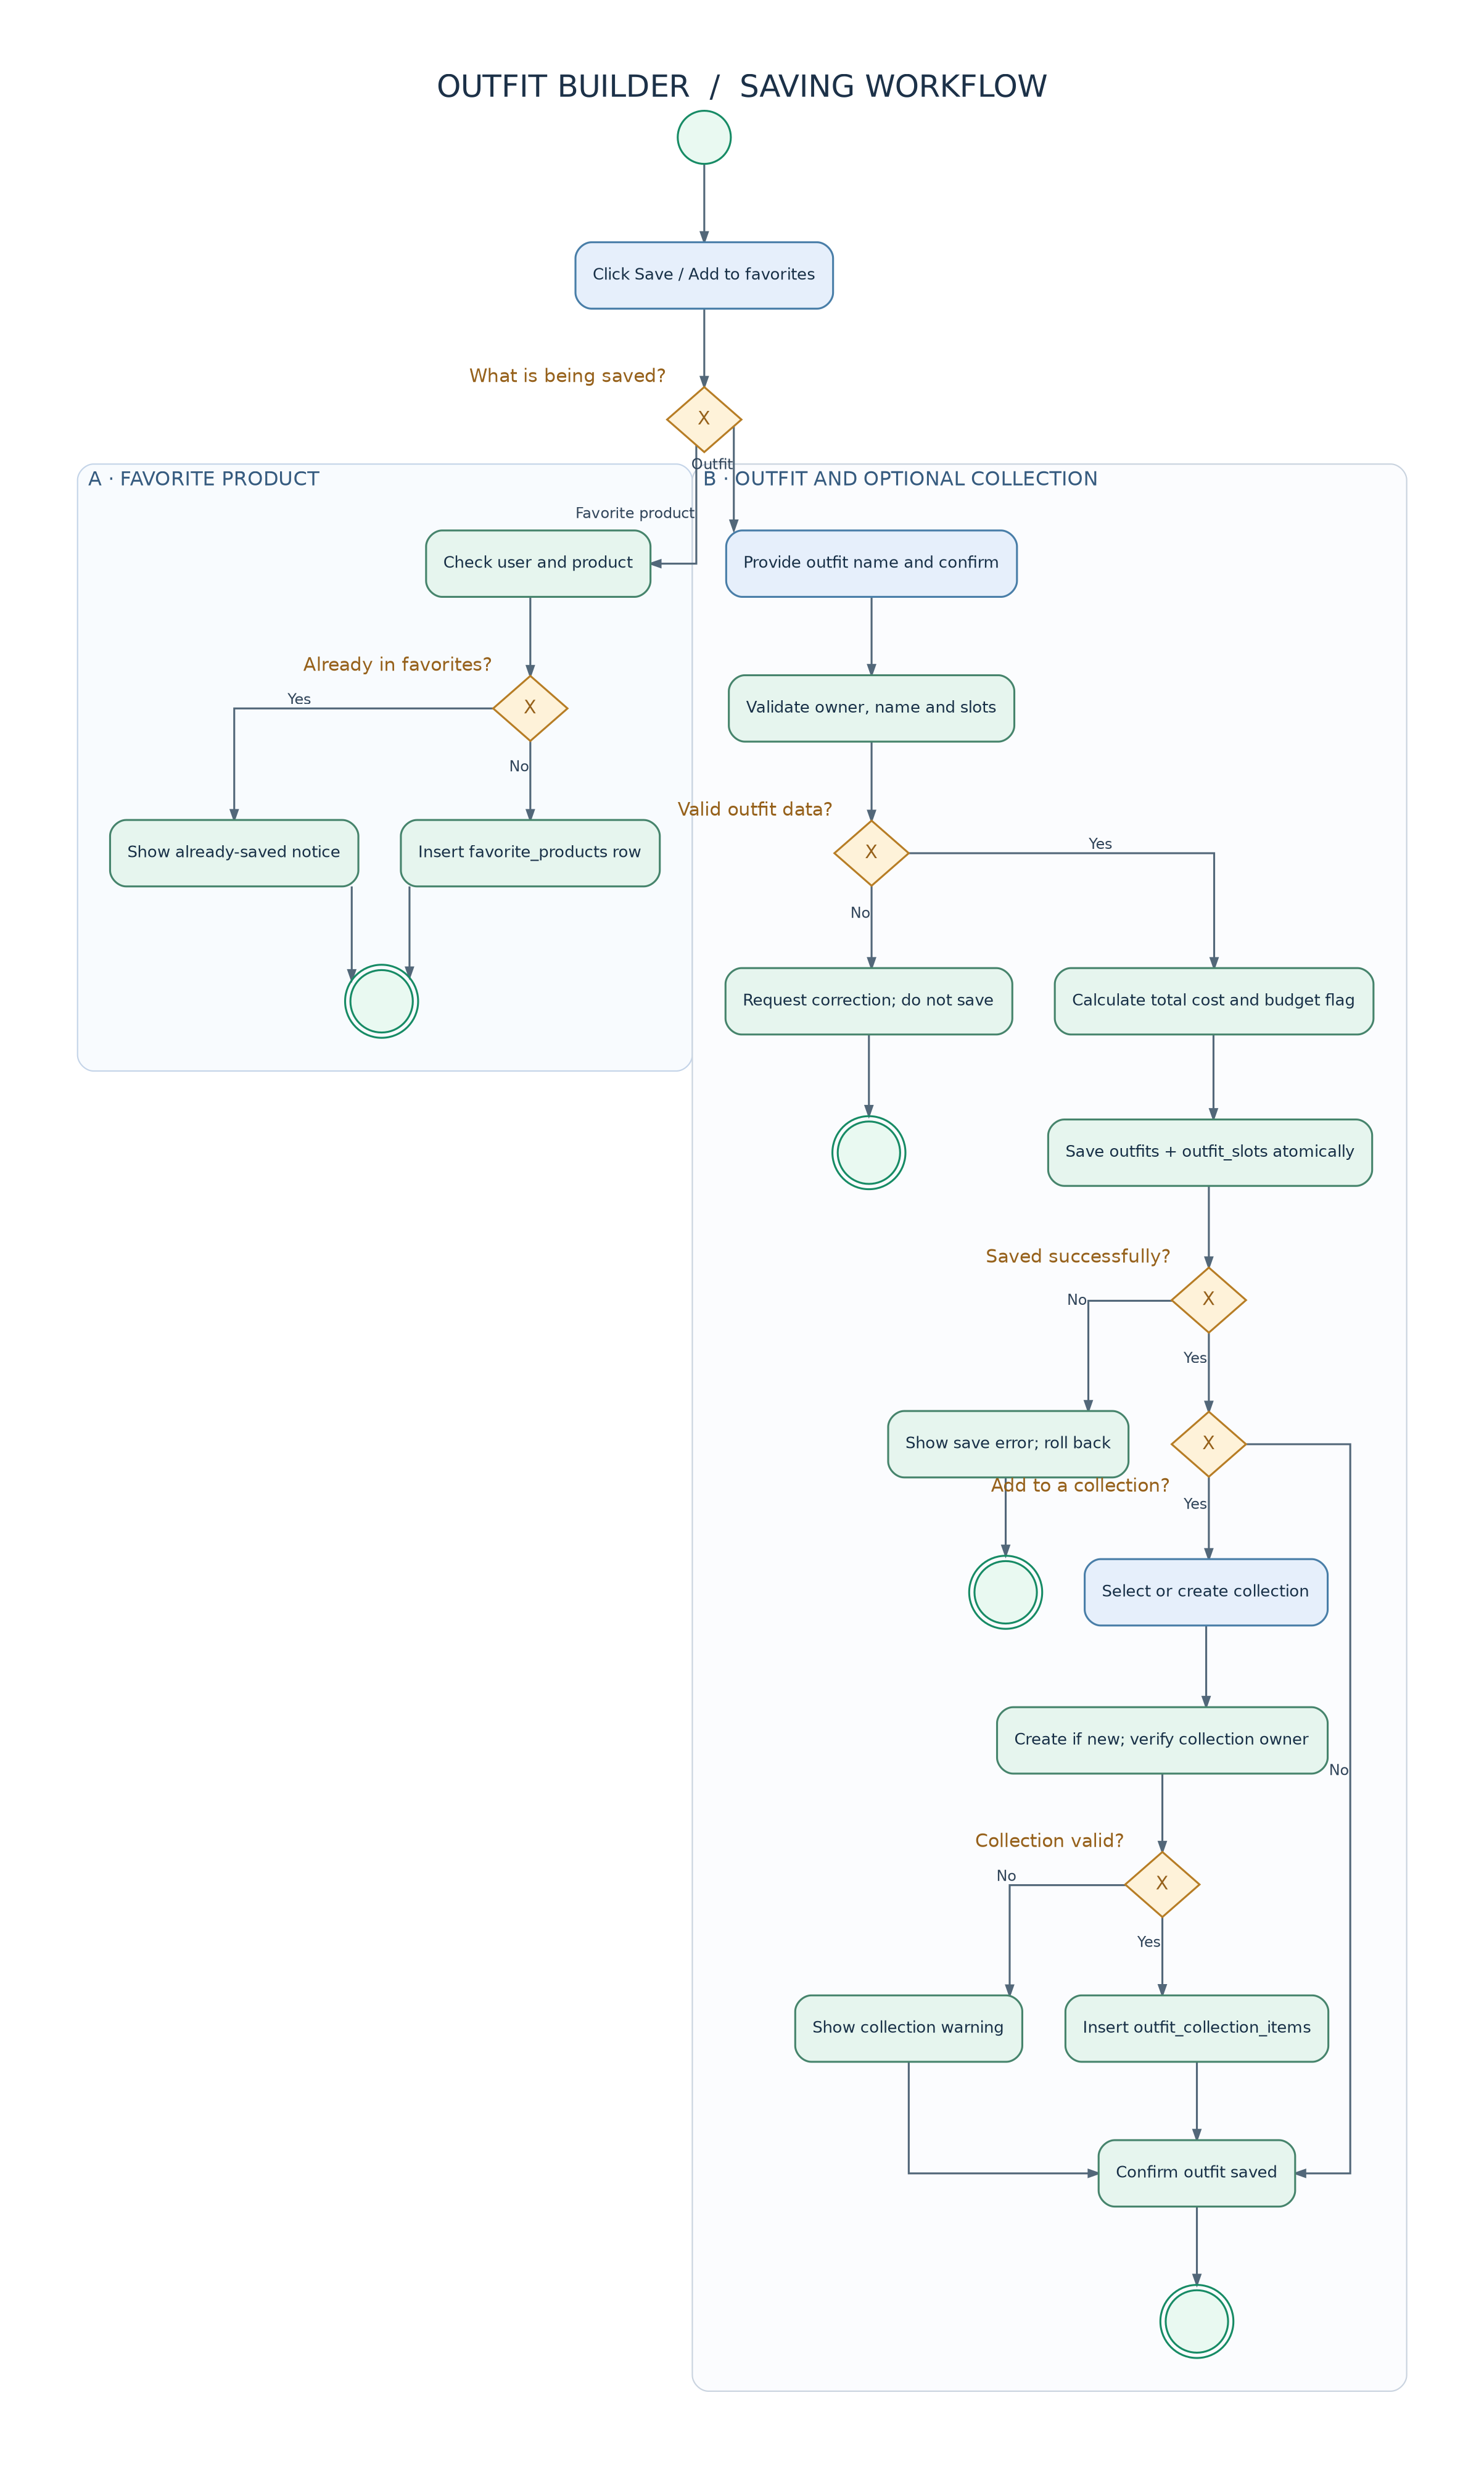 OUTFIT BUILDER / SAVING WORKFLOW
Click Save / Add to favorites
What is being saved?
X
Outfit
A · FAVORITE PRODUCT
B · OUTFIT AND OPTIONAL COLLECTION
Favorite product
Check user and product
Provide outfit name and confirm
Already in favorites?
Yes
X
Validate owner, name and slots
No
Valid outfit data?
Show already-saved notice
Insert favorite_products row
X
Yes
No
Request correction; do not save
Calculate total cost and budget flag
Save outfits + outfit_slots atomically
Saved successfully?
No
X
Yes
Show save error; roll back
X
Add to a collection?
Yes
Select or create collection
Create if new; verify collection owner
No
Collection valid?
No
X
Yes
Show collection warning
Insert outfit_collection_items
Confirm outfit saved